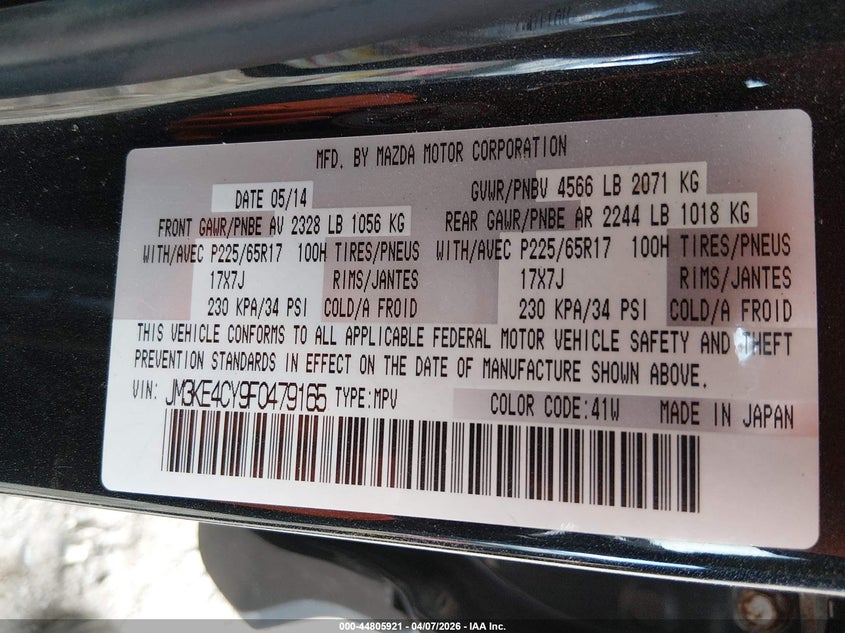 MFD. BY MAZDA MOTOR CORPORATION
DATE 05/14 GVWR/PNBV 4566 LB 2071 KG
FRONT GAWR/PNBE AV 2328 LB 1056 KG REAR GAWR/PNBE AR 2244 LB 1018 KG
WITH/AVEC P225/65R17 100H TIRES/PNEUS WITH/AVEC P225/65R17 100H TIRES/PNEUS
17X7J RIMS/JANTES 17X7J RIMS/JANTES
230 KPA/34 PSI COLD/A FROID 230 KPA/34 PSI COLD/A FROID
THIS VEHICLE CONFORMS TO ALL APPLICABLE FEDERAL MOTOR VEHICLE SAFETY AND THEFT
PREVENTION STANDARDS IN EFFECT ON THE DATE OF MANUFACTURE SHOWN ABOVE.
VIN: JM3KE4CY9F0479165 TYPE:MPV COLOR CODE:41W MADE IN JAPAN
000-44805921 - 04/07/2026 - IAA Inc.